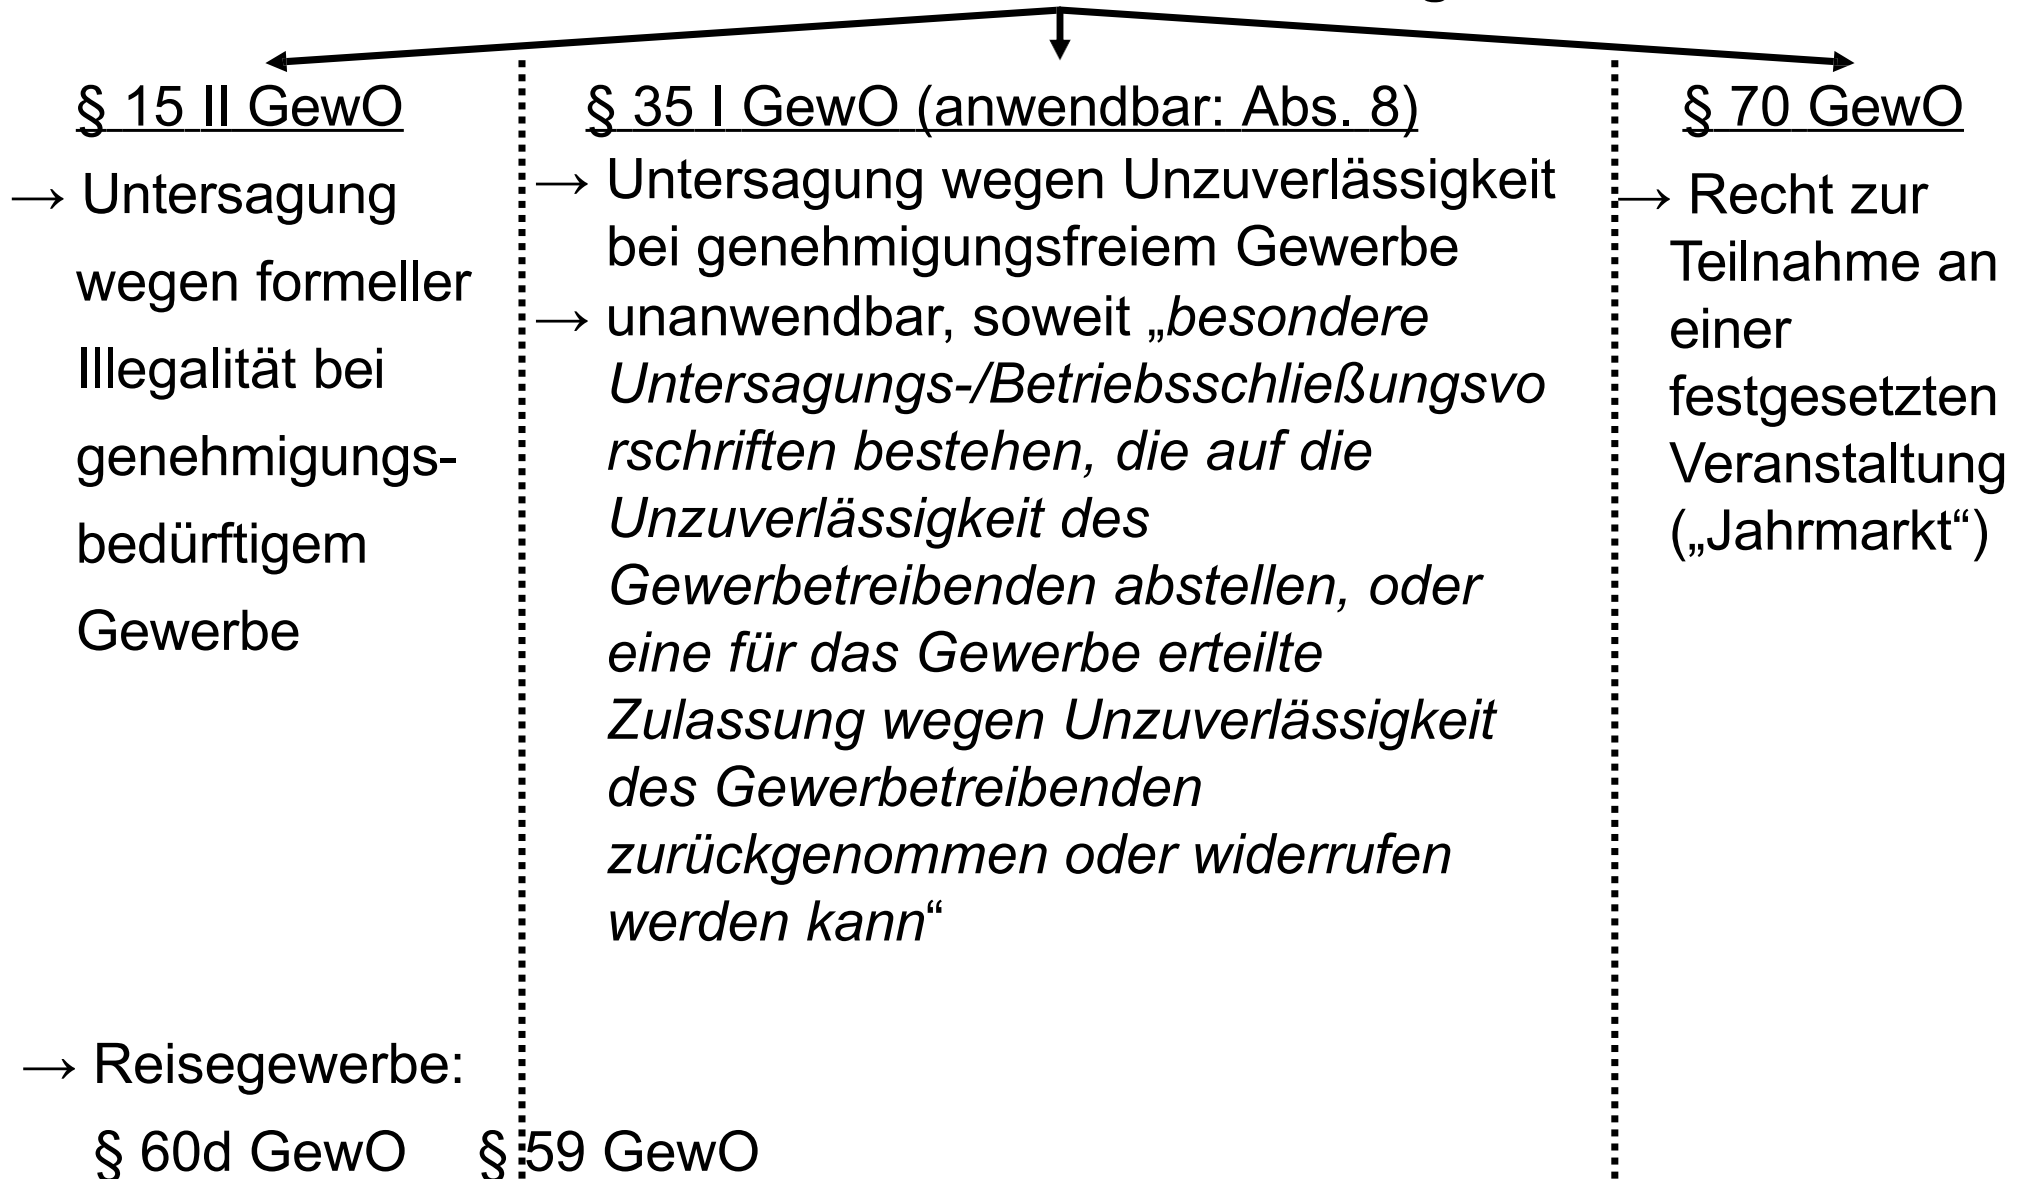 § 15 II GewO
→ Untersagung
wegen formeller
Illegalität bei
genehmigungs-
bedürftigem
Gewerbe
§ 35 I GewO (anwendbar: Abs. 8)
→ Untersagung wegen Unzuverlässigkeit
bei genehmigungsfreiem Gewerbe
→ unanwendbar, soweit „besondere
Untersagungs-/Betriebsschließungsvo
rschriften bestehen, die auf die
Unzuverlässigkeit des
Gewerbetreibenden abstellen, oder
eine für das Gewerbe erteilte
Zulassung wegen Unzuverlässigkeit
des Gewerbetreibenden
zurückgenommen oder widerrufen
werden kann“
§ 70 GewO
→ Recht zur
Teilnahme an
einer
festgesetzten
Veranstaltung
(„Jahrmarkt“)
→ Reisegewerbe:
§ 60d GewO § 59 GewO